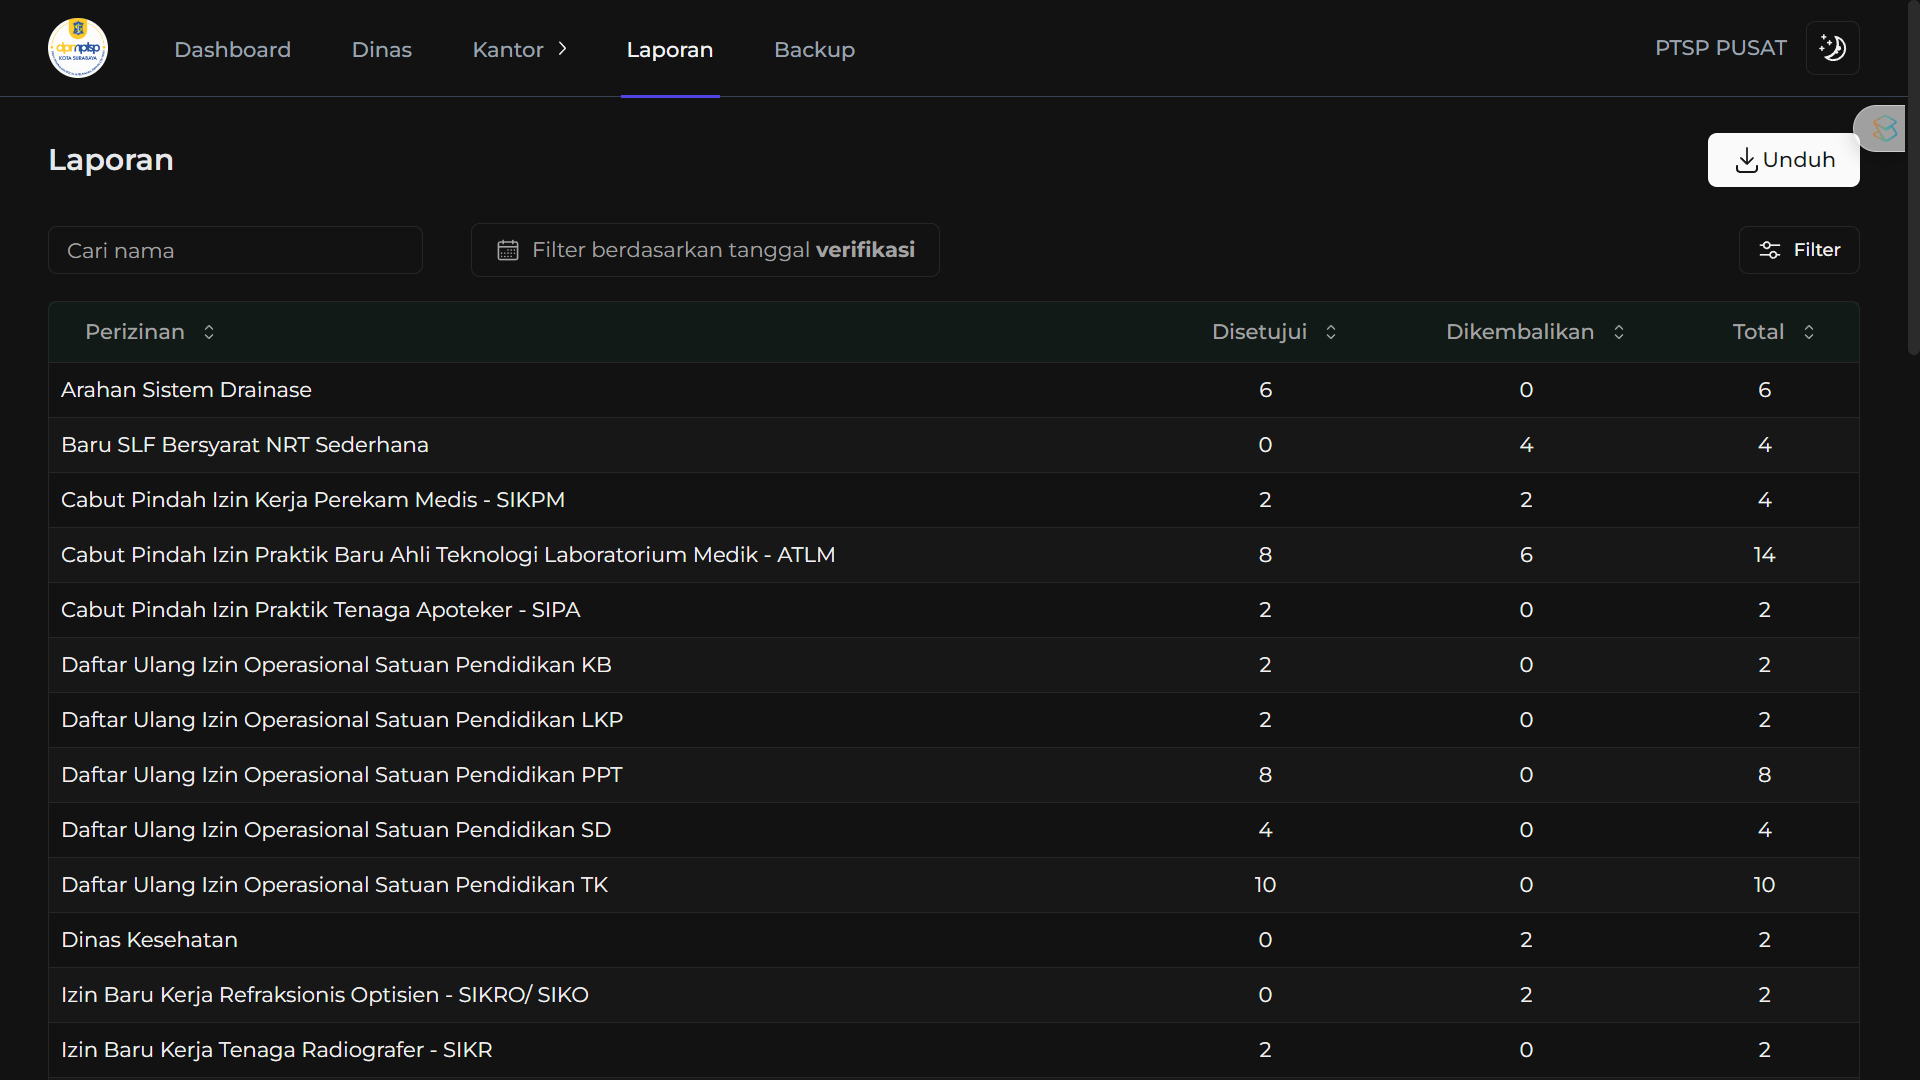 dpmptsp
KOTA SURABAYA
Dashboard
Dinas
Kantor
Laporan
Backup
PTSP PUSAT
Laporan
Unduh
Cari nama
Filter berdasarkan tanggal verifikasi
Filter
Perizinan Disetujui Dikembalikan Total
Arahan Sistem Drainase 6 0 6
Baru SLF Bersyarat NRT Sederhana 0 4 4
Cabut Pindah Izin Kerja Perekam Medis - SIKPM 2 2 4
Cabut Pindah Izin Praktik Baru Ahli Teknologi Laboratorium Medik - ATLM 8 6 14
Cabut Pindah Izin Praktik Tenaga Apoteker - SIPA 2 0 2
Daftar Ulang Izin Operasional Satuan Pendidikan KB 2 0 2
Daftar Ulang Izin Operasional Satuan Pendidikan LKP 2 0 2
Daftar Ulang Izin Operasional Satuan Pendidikan PPT 8 0 8
Daftar Ulang Izin Operasional Satuan Pendidikan SD 4 0 4
Daftar Ulang Izin Operasional Satuan Pendidikan TK 10 0 10
Dinas Kesehatan 0 2 2
Izin Baru Kerja Refraksionis Optisien - SIKRO/ SIKO 0 2 2
Izin Baru Kerja Tenaga Radiografer - SIKR 2 0 2